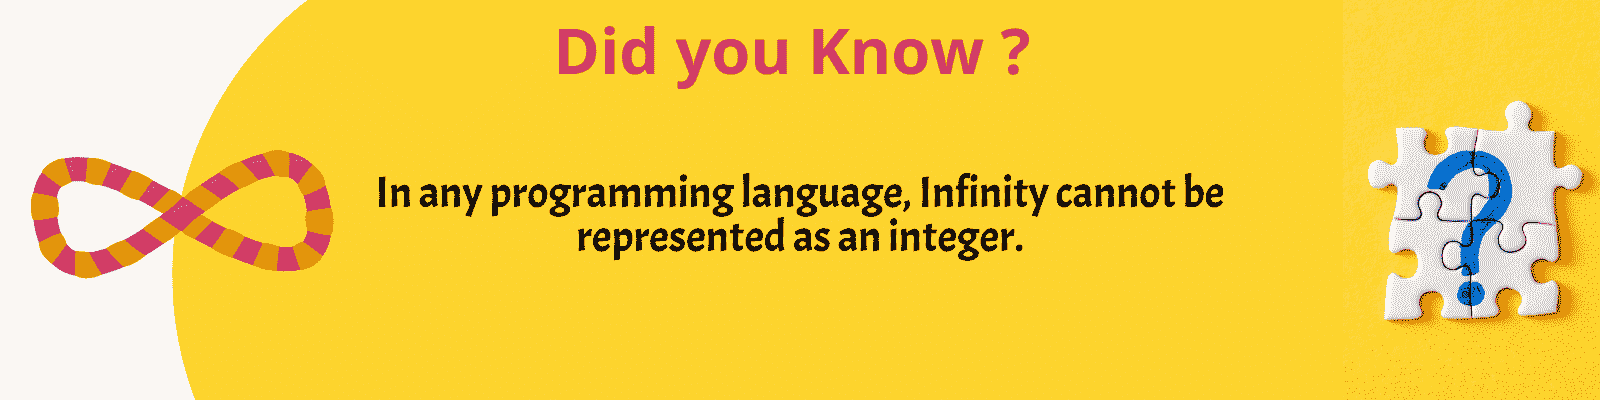 Did you Know ?
In any programming language, Infinity cannot be
represented as an integer.